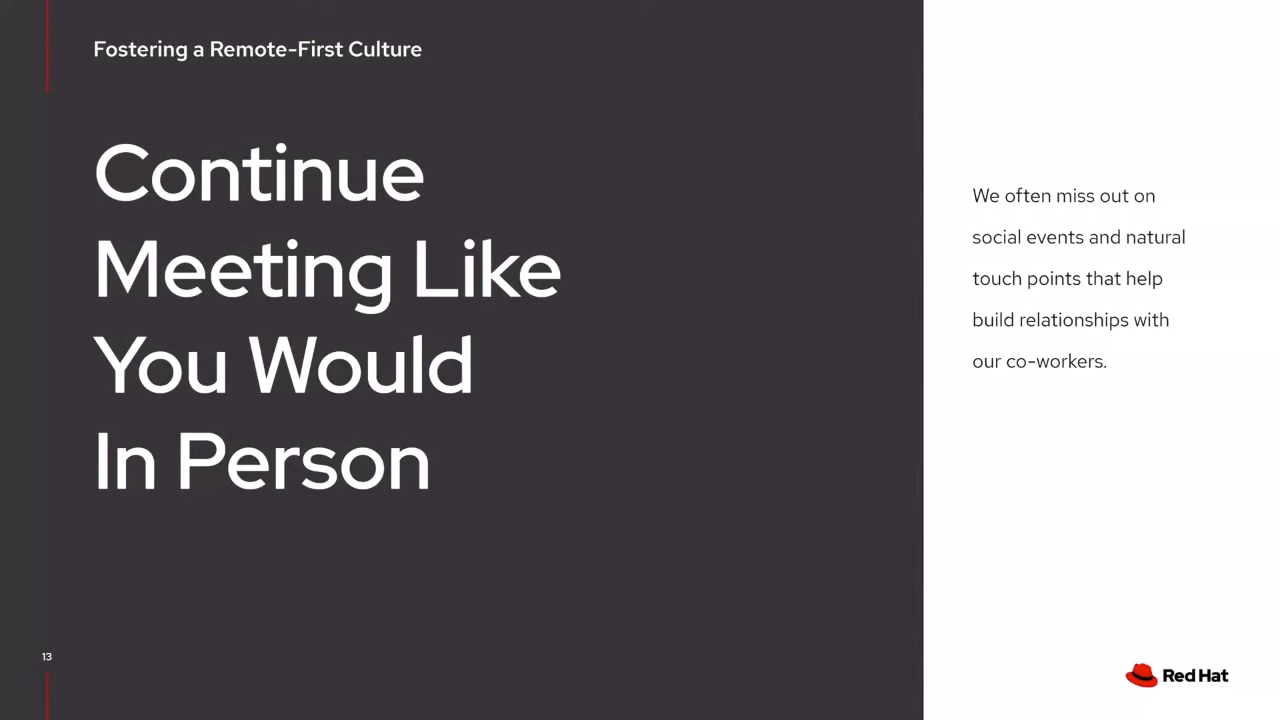 Fostering a Remote-First Culture
Continue
Meeting Like
You Would
In Person
We often miss out on
social events and natural
touch points that help
build relationships with
our co-workers.
13
Red Hat